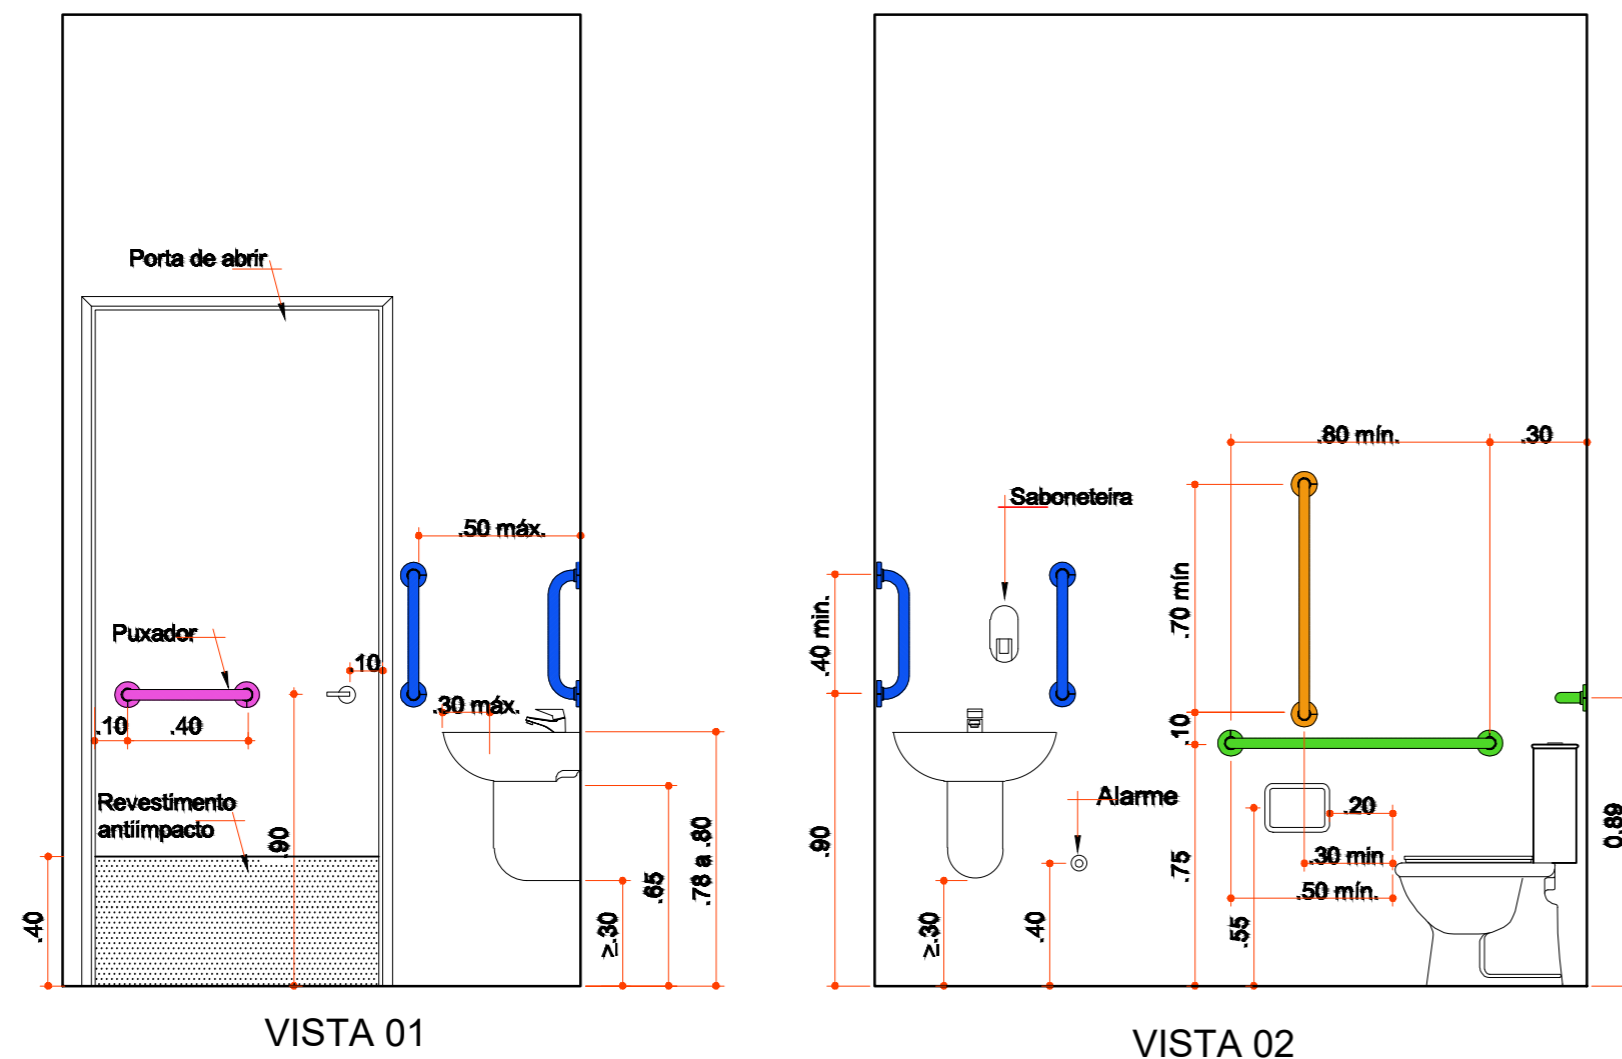 Porta de abrir
.50 máx.
Puxador
.10
.30 máx.
.10
.40
Revestimento
antiimpacto
.90
.40
≥.30
.65
.78 a .80
VISTA 01
.80 mín.
.30
Saboneteira
.40 min.
.70 mín
.10
Alarme
.20
0.89
.90
.75
.30 min
.50 mín.
≥.30
.40
.55
VISTA 02